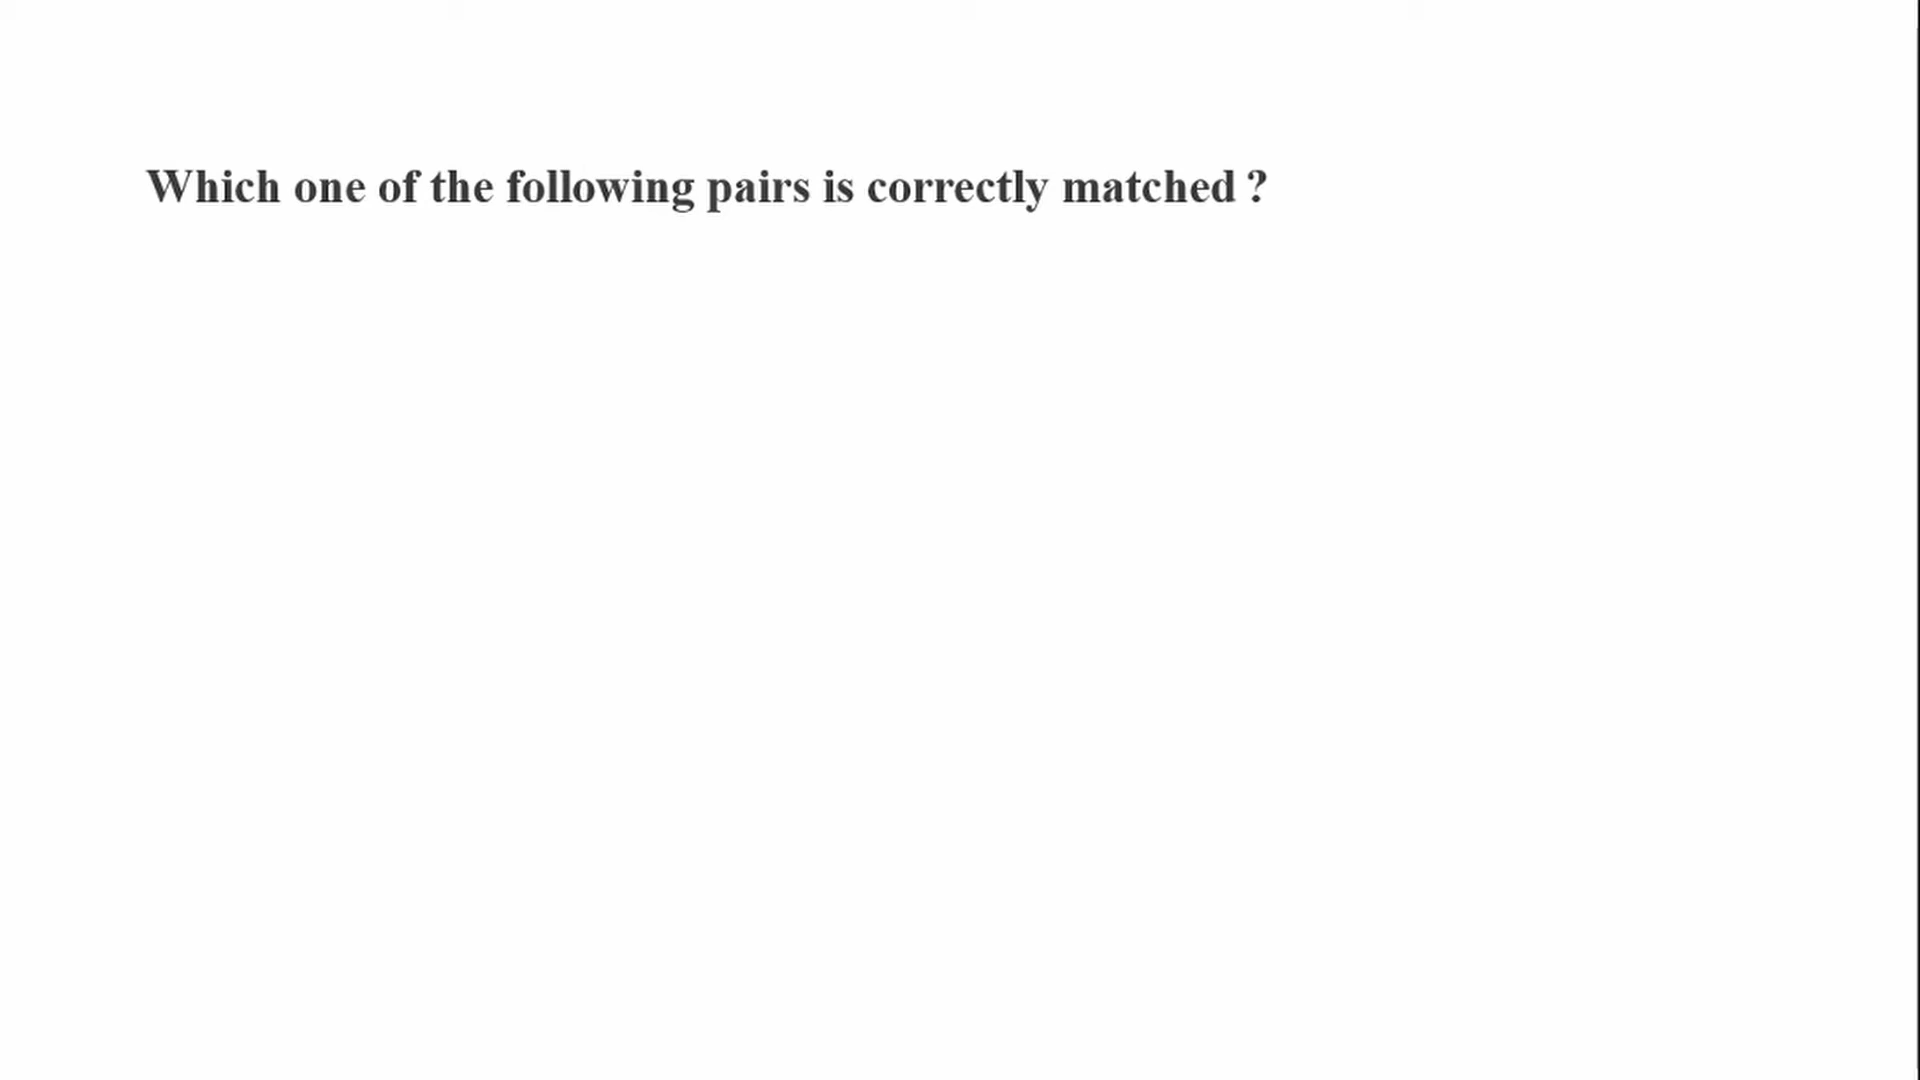 Which one of the following pairs is correctly matched ?